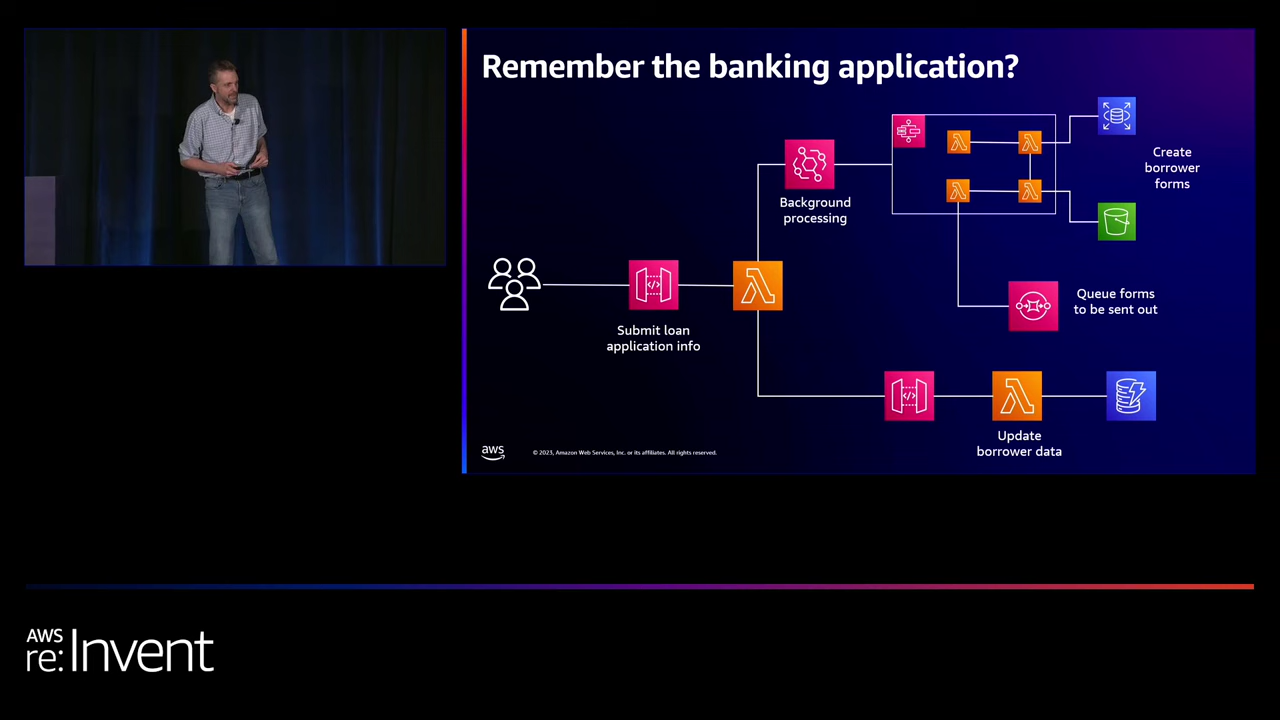 Remember the banking application?
Create
borrower
forms
Background
processing
Queue forms
to be sent out
Submit loan
application info
Update
borrower data
aws
© 2023, Amazon Web Services, Inc. or its affiliates. All rights reserved.
AWS
re:Invent